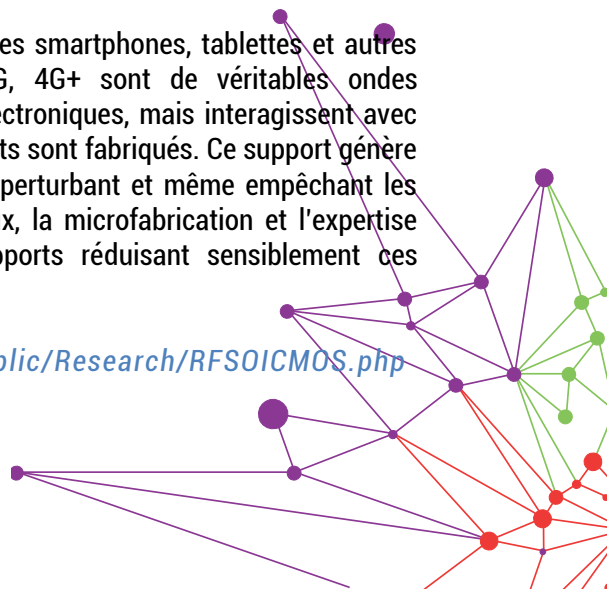 es smartphones, tablettes et autres
G, 4G+ sont de véritables ondes
ectroniques, mais interagissent avec
ts sont fabriqués. Ce support génère
perturbant et même empêchant les
x, la microfabrication et l'expertise
pports réduisant sensiblement ces
blic/Research/RFSOICMOS.php